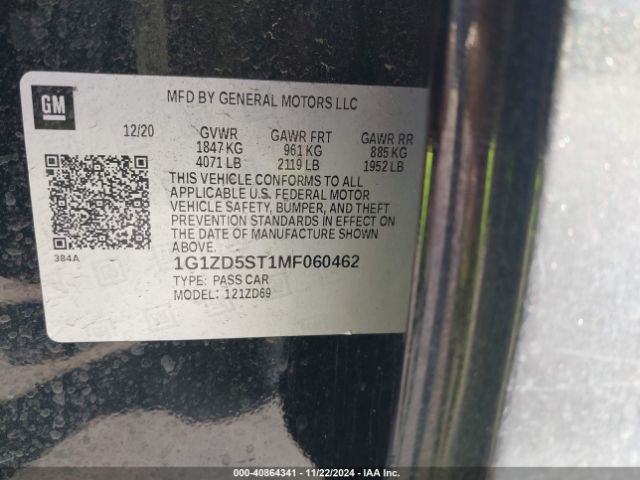 GM
MFD BY GENERAL MOTORS LLC
12/20 GVWR GAWR FRT GAWR RR
1847 KG 961 KG 885 KG
4071 LB 2119 LB 1952 LB
THIS VEHICLE CONFORMS TO ALL
APPLICABLE U.S. FEDERAL MOTOR
VEHICLE SAFETY, BUMPER, AND THEFT
PREVENTION STANDARDS IN EFFECT ON
THE DATE OF MANUFACTURE SHOWN ABOVE.
384A
1G1ZD5ST1MF060462
TYPE: PASS CAR
MODEL: 121ZD69
000-40864341 - 11/22/2024 - IAA Inc.